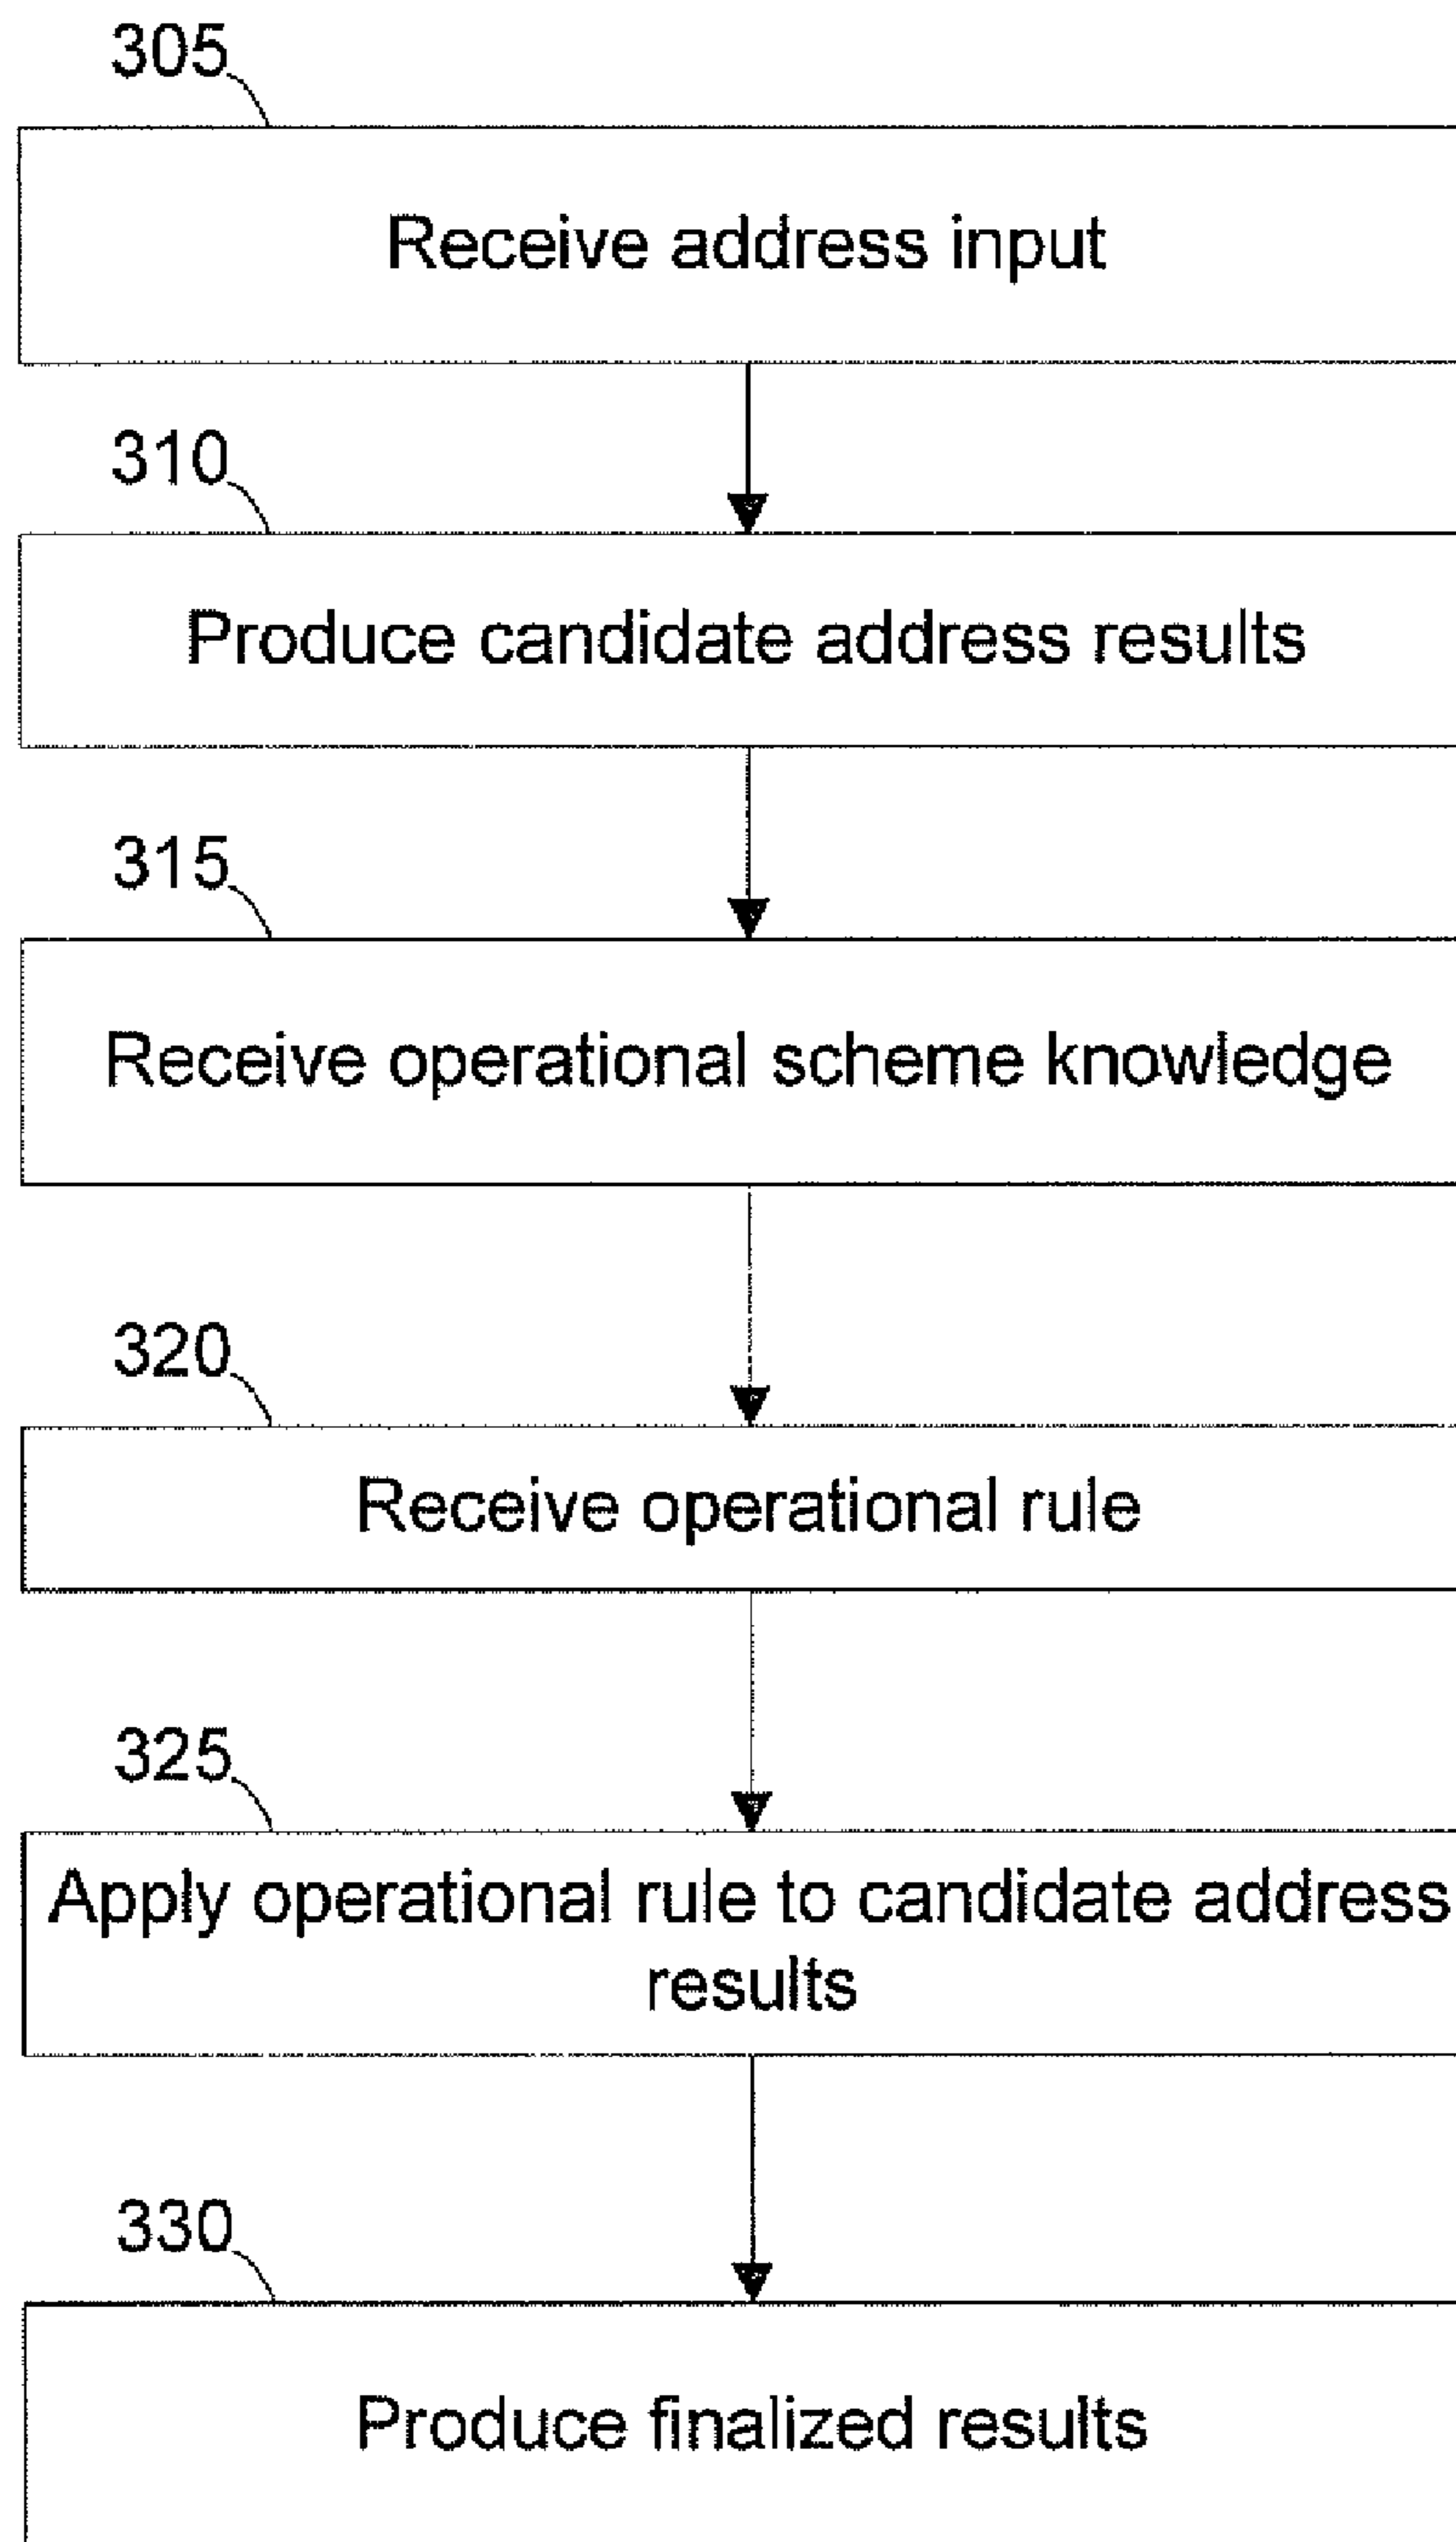 305
Receive address input
310
Produce candidate address results
315
Receive operational scheme knowledge
320
Receive operational rule
325
Apply operational rule to candidate address
results
330
Produce finalized results